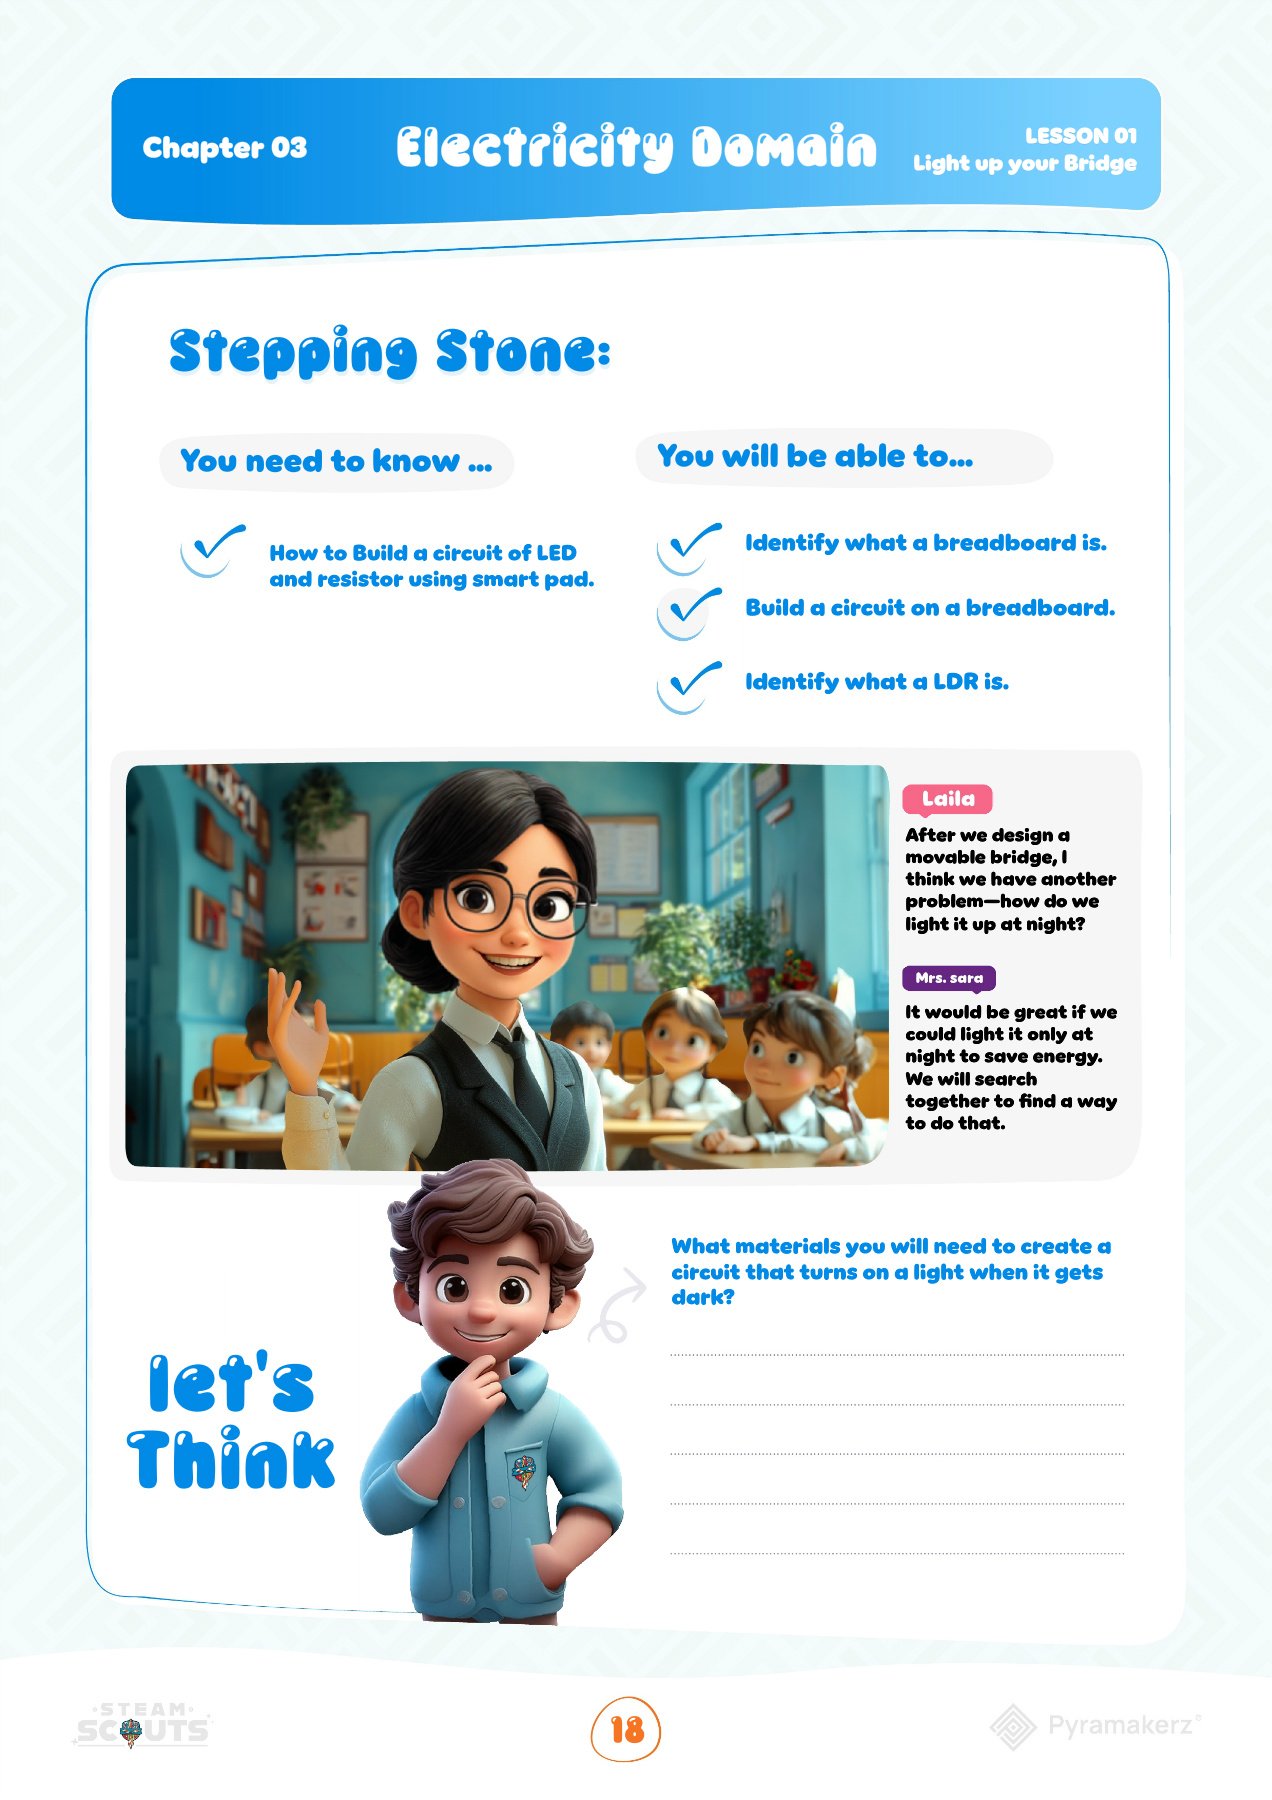 Chapter 03
Electricity Domain
LESSON 01
Light up your Bridge
Stepping Stone:
You need to know ...
How to Build a circuit of LED
and resistor using smart pad.
You will be able to...
Identify what a breadboard is.
Build a circuit on a breadboard.
Identify what a LDR is.
Laila
After we design a
movable bridge, I
think we have another
problem—how do we
light it up at night?
Mrs. sara
It would be great if we
could light it only at
night to save energy.
We will search
together to find a way
to do that.
let's
Think
What materials you will need to create a
circuit that turns on a light when it gets
dark?
STEAM
SCOUTS
18
Pyramakerz